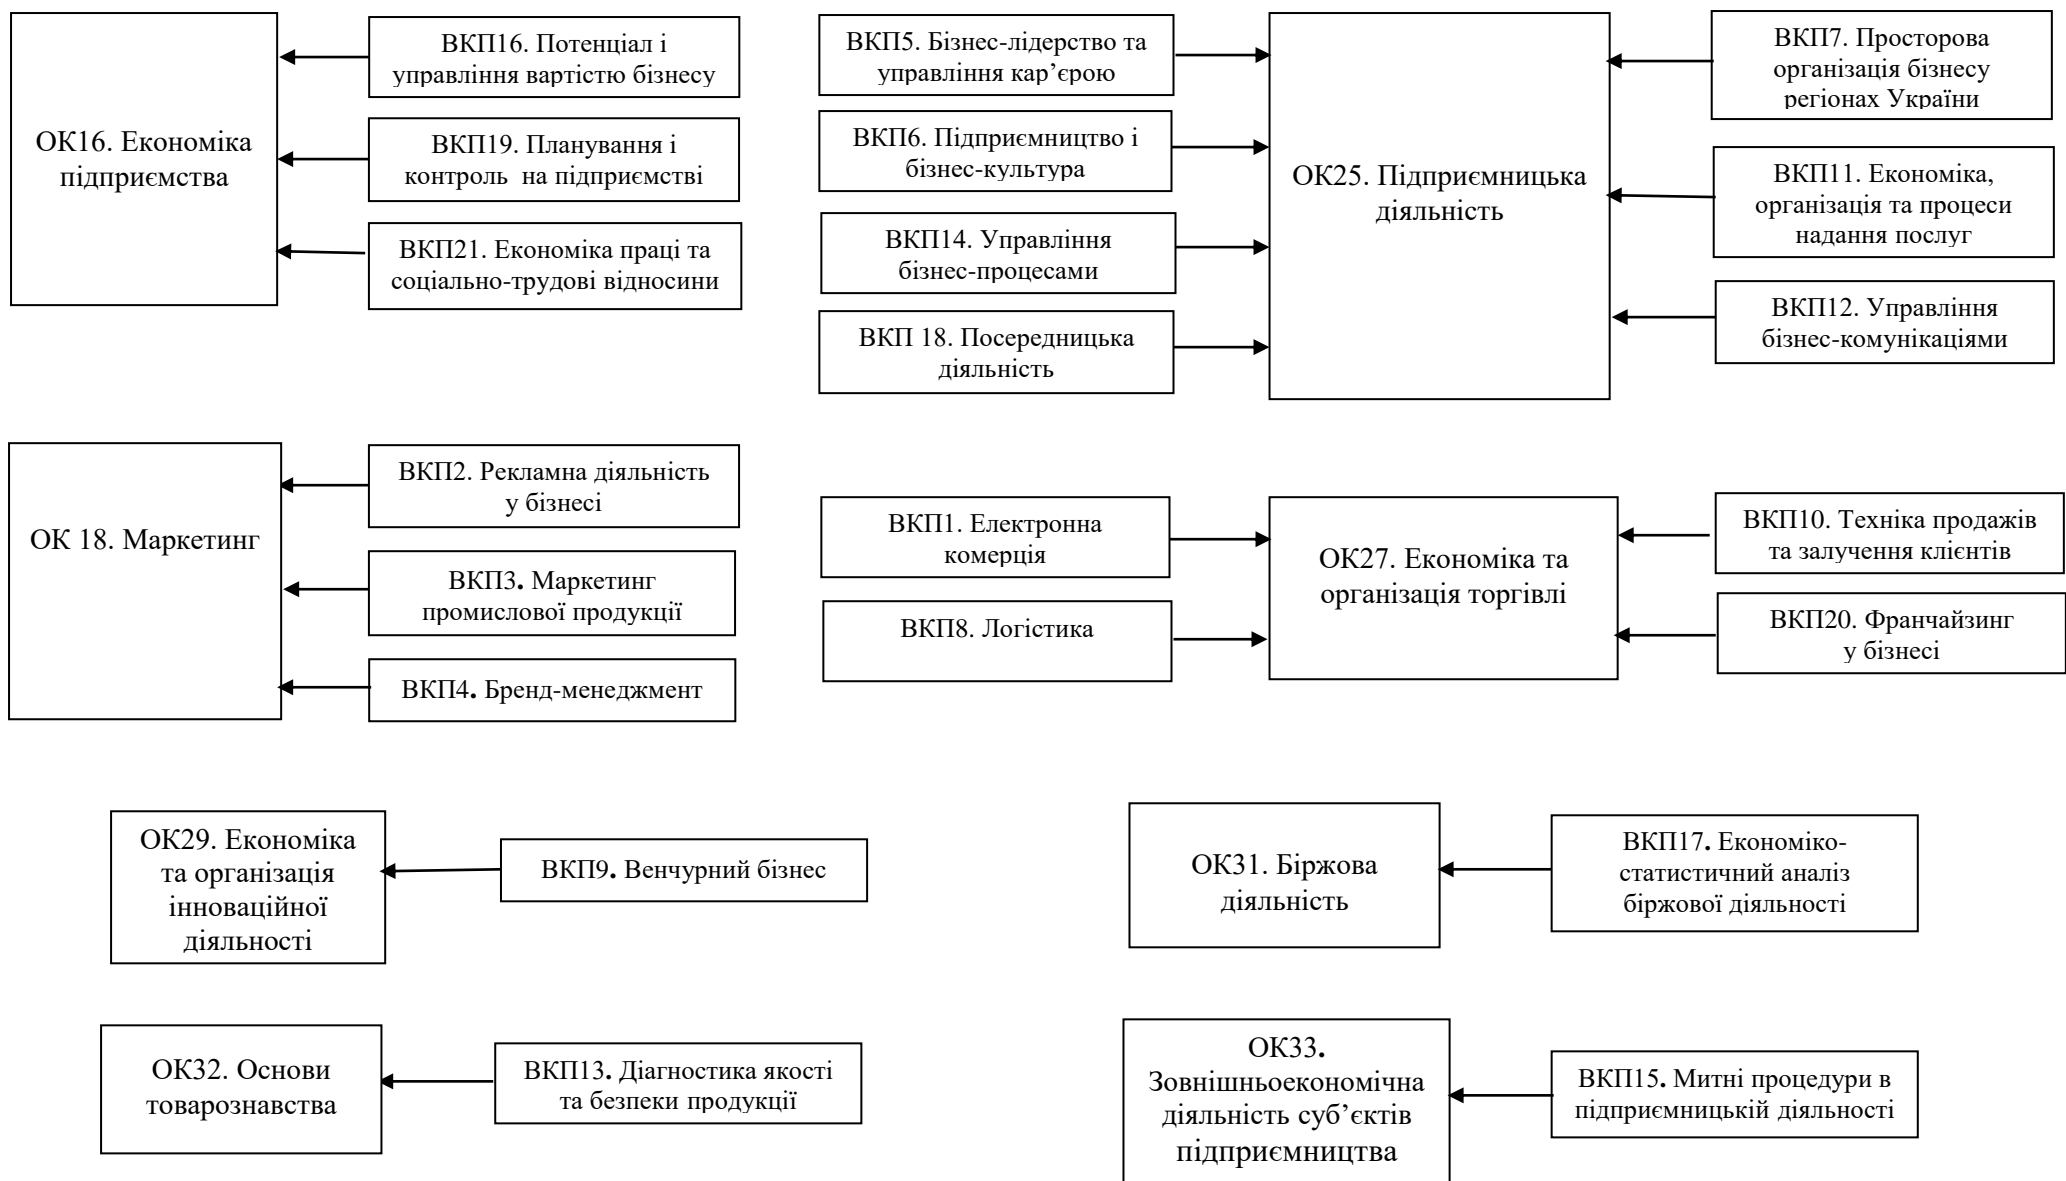 ОК16. Економіка
підприємства
ВКП16. Потенціал і
управління вартістю бізнесу
ВКП19. Планування і
контроль на підприємстві
ВКП21. Економіка праці та
соціально-трудові відносини
ВКП5. Бізнес-лідерство та
управління кар’єрою
ВКП6. Підприємництво і
бізнес-культура
ВКП14. Управління
бізнес-процесами
ВКП 18. Посередницька
діяльність
ОК25. Підприємницька
діяльність
ВКП7. Просторова
організація бізнесу
регіонах України
ВКП11. Економіка,
організація та процеси
надання послуг
ВКП12. Управління
бізнес-комунікаціями
ОК 18. Маркетинг
ВКП2. Рекламна діяльність
у бізнесі
ВКП3. Маркетинг
промислової продукції
ВКП4. Бренд-менеджмент
ВКП1. Електронна
комерція
ВКП8. Логістика
ОК27. Економіка та
організація торгівлі
ВКП10. Техніка продажів
та залучення клієнтів
ВКП20. Франчайзинг
у бізнесі
ОК29. Економіка
та організація
інноваційної
діяльності
ВКП9. Венчурний бізнес
ОК31. Біржова
діяльність
ВКП17. Економіко-
статистичний аналіз
біржової діяльності
ОК32. Основи
товарознавства
ВКП13. Діагностика якості
та безпеки продукції
ОК33.
Зовнішньоекономічна
діяльність суб’єктів
підприємництва
ВКП15. Митні процедури в
підприємницькій діяльності